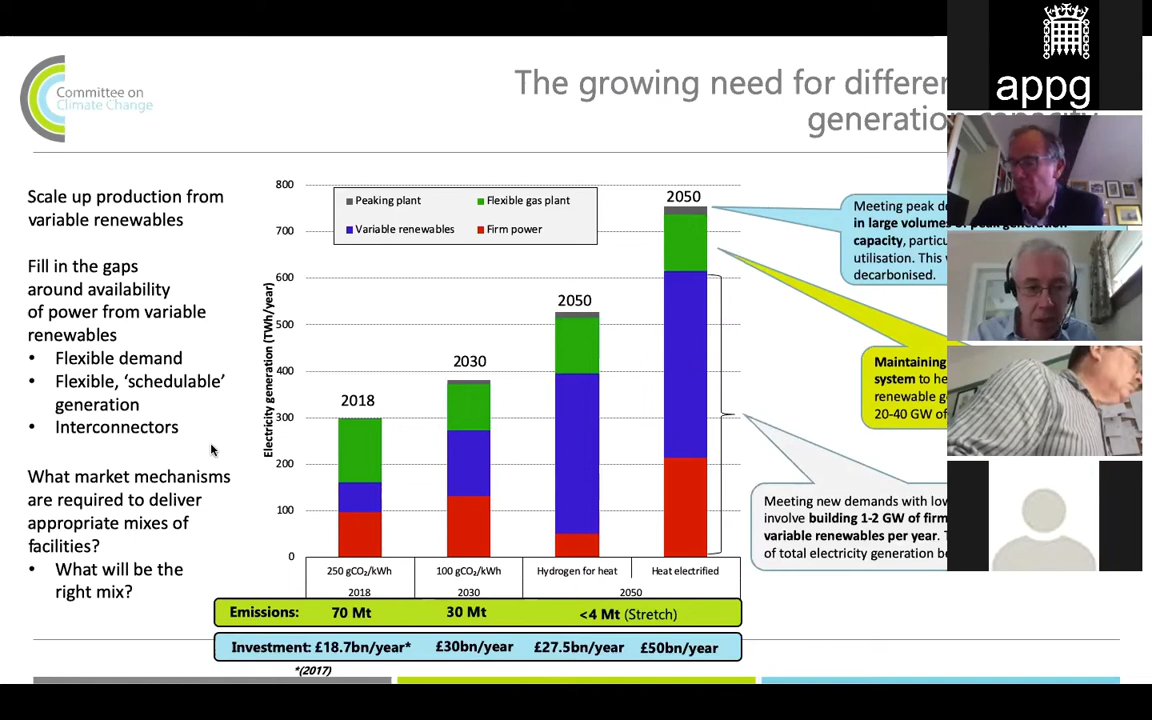 Committee on
Climate Change
The growing need for
generation
appg
Scale up production from
variable renewables
Fill in the gaps
around availability
of power from variable
renewables
• Flexible demand
• Flexible, ‘schedulable’
generation
• Interconnectors
What market mechanisms
are required to deliver
appropriate mixes of
facilities?
• What will be the
right mix?
Electricity generation (TWh/year)
800
700
600
500
400
300
200
100
0
Peaking plant
Flexible gas plant
Variable renewables
Firm power
2018
2030
2050
2050
250 gCO₂/kWh
100 gCO₂/kWh
Hydrogen for heat
Heat electrified
2018
2030
2050
Emissions: 70 Mt 30 Mt <4 Mt (Stretch)
Investment: £18.7bn/year* £30bn/year £27.5bn/year £50bn/year
*(2017)
Meeting peak
in large volumes
capacity,
utilisation. This
decarbonised.
Maintaining
system to
renewable
20-40 GW of
Meeting new demands with
involve building 1-2 GW of firm
variable renewables per year.
of total electricity generation